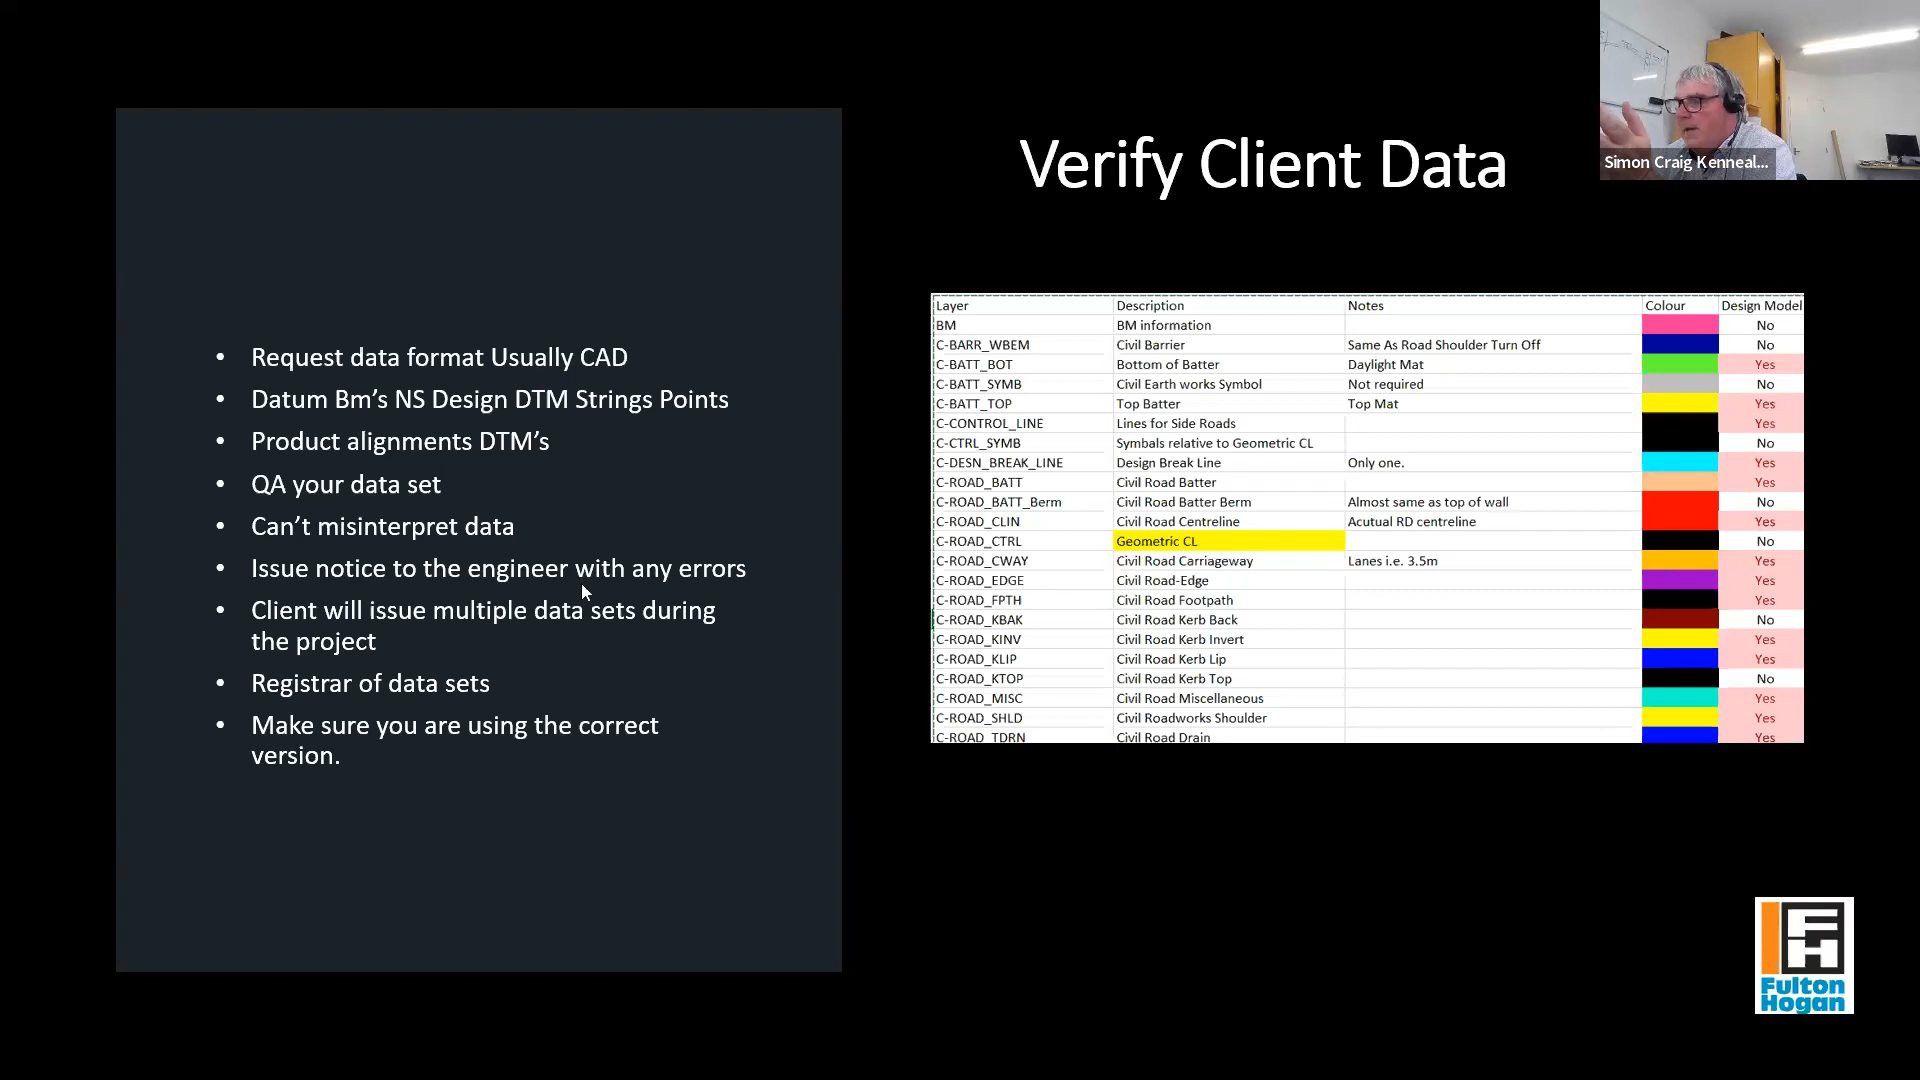 Verify Client Data
Simon Craig Kenneal...
• Request data format Usually CAD
• Datum Bm's NS Design DTM Strings Points
• Product alignments DTM's
• QA your data set
• Can't misinterpret data
• Issue notice to the engineer with any errors
• Client will issue multiple data sets during
the project
• Registrar of data sets
• Make sure you are using the correct
version.
Layer Description Notes Colour Design Model
BM BM information No
C-BARR_WBEM Civil Barrier Same As Road Shoulder Turn Off No
C-BATT_BOT Bottom of Batter Daylight Mat Yes
C-BATT_SYMB Civil Earth works Symbol Not required No
C-BATT_TOP Top Batter Top Mat Yes
C-CONTROL_LINE Lines for Side Roads Yes
C-CTRL_SYMB Symbals relative to Geometric CL No
C-DESN_BREAK_LINE Design Break Line Only one. Yes
C-ROAD_BATT Civil Road Batter Yes
C-ROAD_BATT_Berm Civil Road Batter Berm Almost same as top of wall No
C-ROAD_CLIN Civil Road Centreline Acutual RD centreline Yes
C-ROAD_CTRL Geometric CL No
C-ROAD_CWAY Civil Road Carriageway Lanes i.e. 3.5m Yes
C-ROAD_EDGE Civil Road-Edge Yes
C-ROAD_FPTH Civil Road Footpath Yes
C-ROAD_KBAK Civil Road Kerb Back No
C-ROAD_KINV Civil Road Kerb Invert Yes
C-ROAD_KLIP Civil Road Kerb Lip Yes
C-ROAD_KTOP Civil Road Kerb Top No
C-ROAD_MISC Civil Road Miscellaneous Yes
C-ROAD_SHLD Civil Roadworks Shoulder Yes
C-ROAD_TDRN Civil Road Drain Yes
FH
Fulton
Hogan